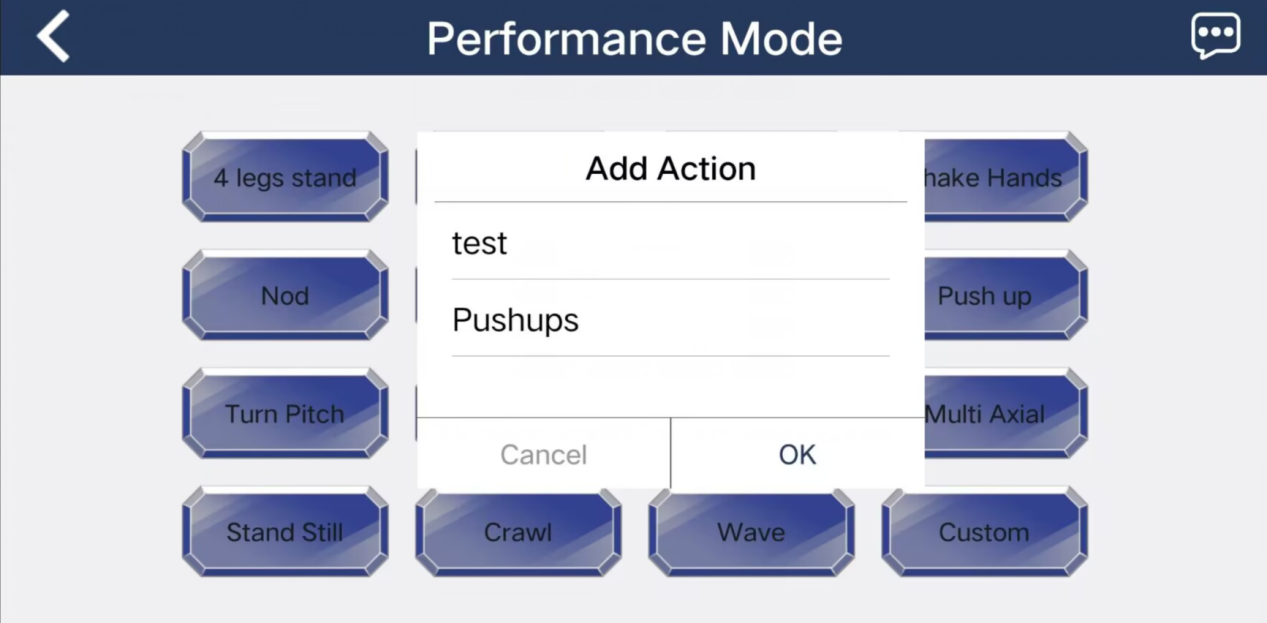 Performance Mode
4 legs stand
Add Action
hake Hands
test
Nod
Push up
Pushups
Turn Pitch
Multi Axial
Cancel
OK
Stand Still
Crawl
Wave
Custom